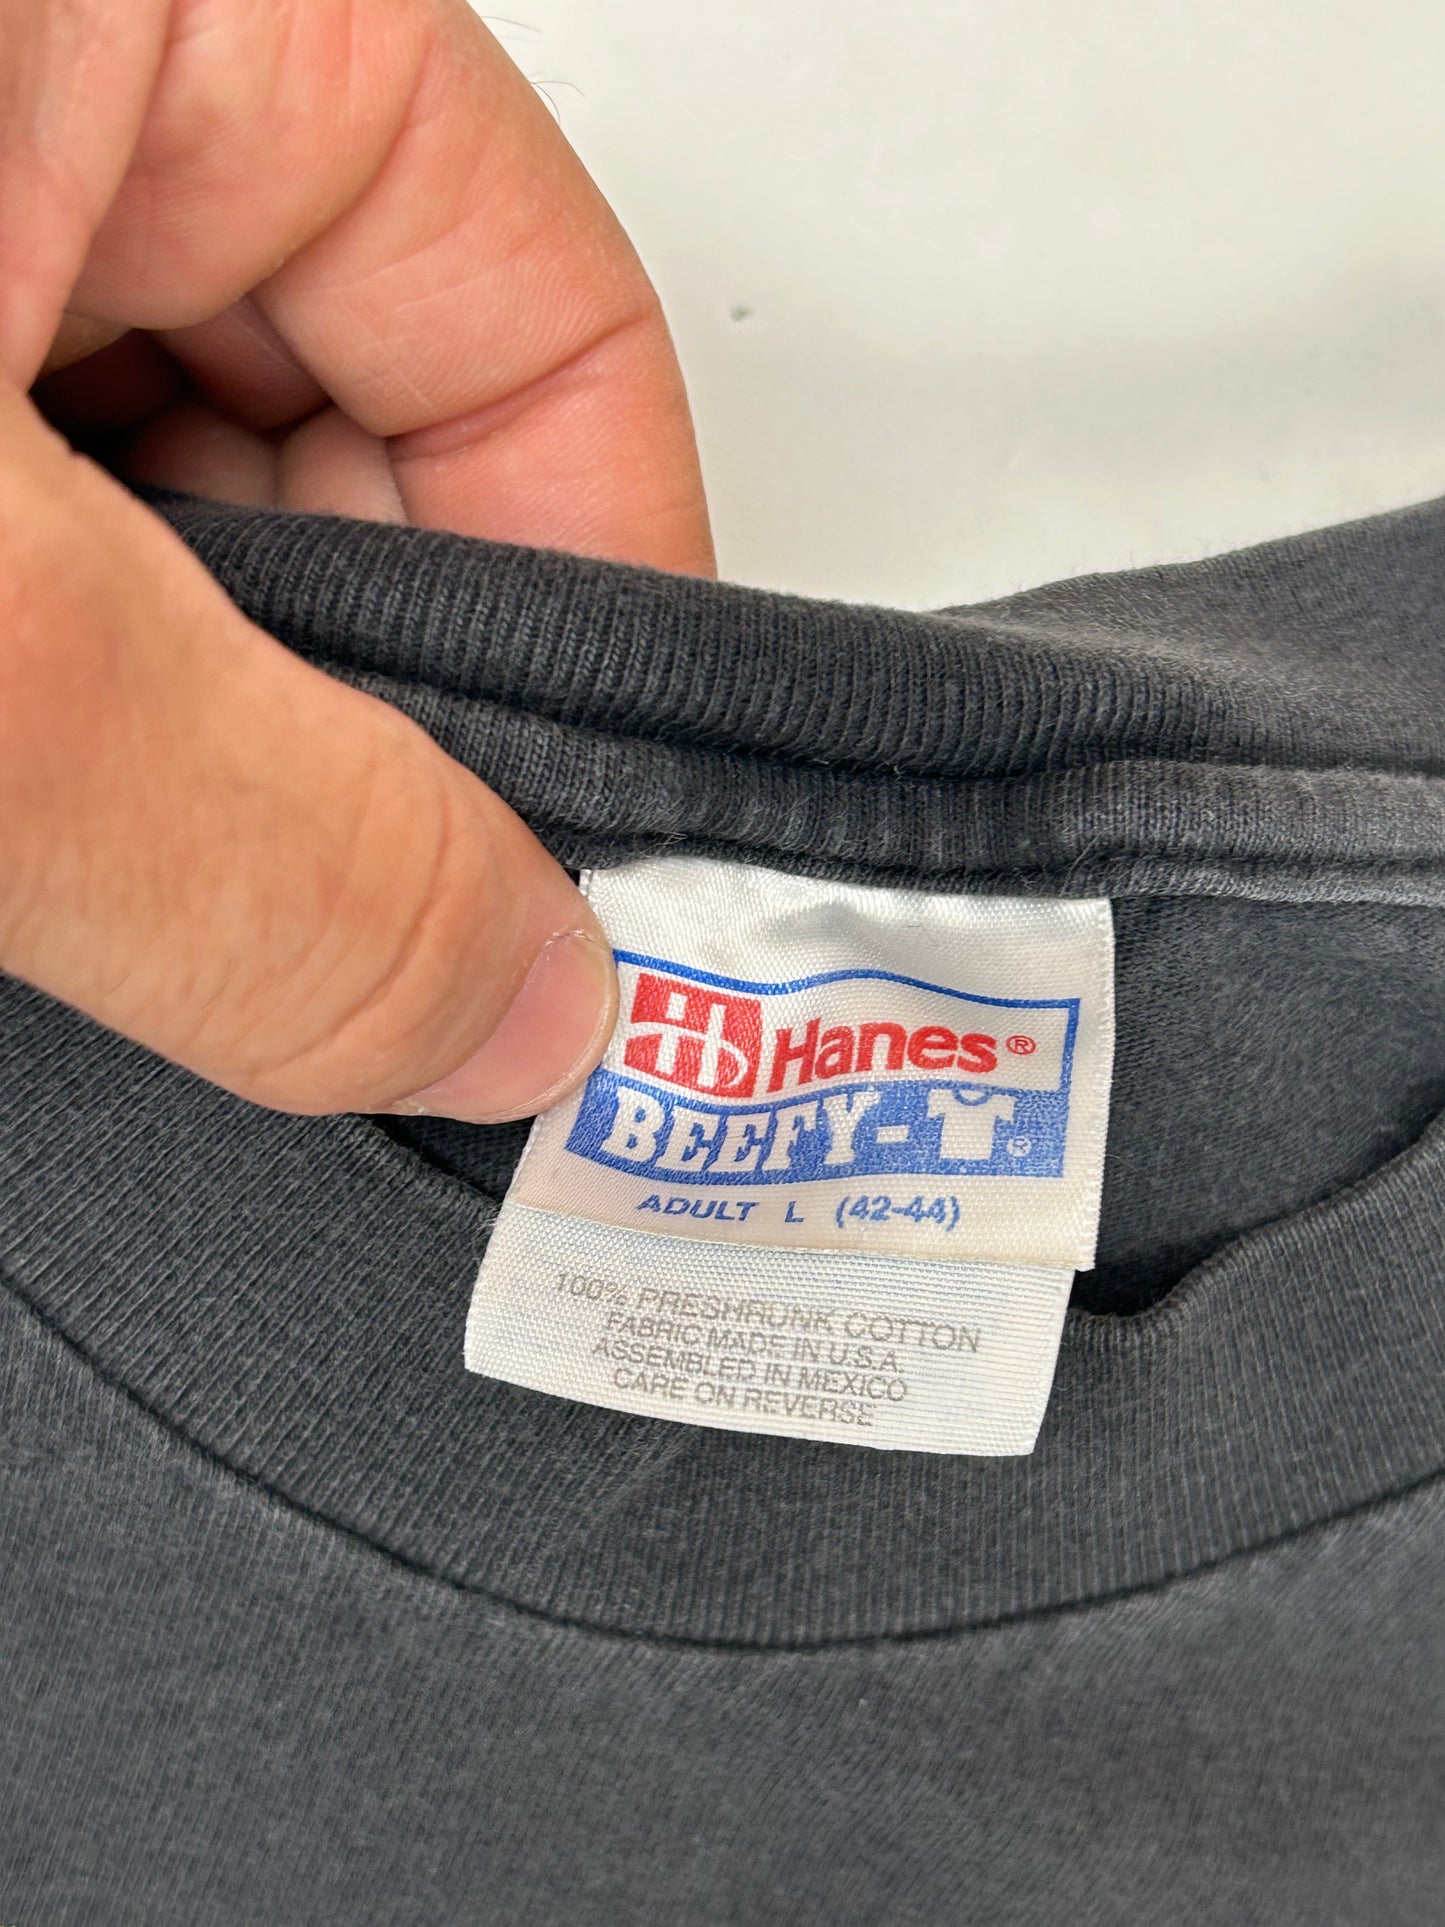 Hanes®
BEEFY-T®
ADULT L (42-44)
100% PRESHRUNK COTTON
FABRIC MADE IN U.S.A.
ASSEMBLED IN MEXICO
CARE ON REVERSE